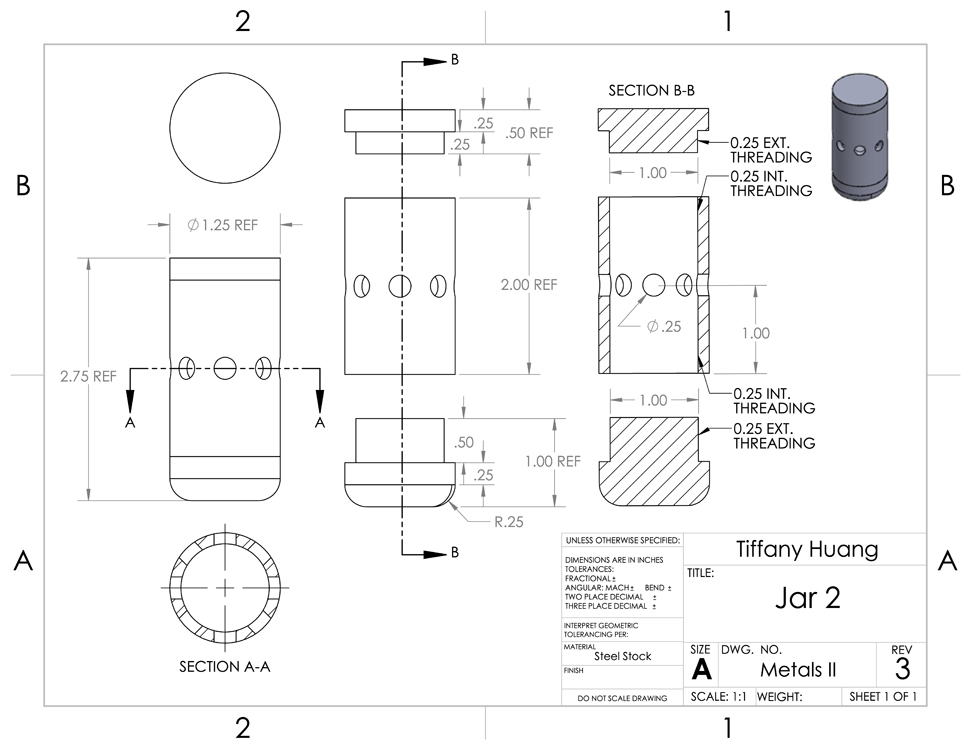 2
1
B
SECTION B-B
.25
.50 REF
.25
0.25 EXT.
THREADING
1.00
0.25 INT.
THREADING
B
B
∅ 1.25 REF
2.00 REF
∅ .25
1.00
2.75 REF
A
A
1.00
0.25 INT.
THREADING
0.25 EXT.
THREADING
.50
1.00 REF
.25
R.25
B
A
A
SECTION A-A
UNLESS OTHERWISE SPECIFIED:
DIMENSIONS ARE IN INCHES
TOLERANCES:
FRACTIONAL ±
ANGULAR: MACH ± BEND ±
TWO PLACE DECIMAL ±
THREE PLACE DECIMAL ±
INTERPRET GEOMETRIC
TOLERANCING PER:
MATERIAL
Steel Stock
FINISH
DO NOT SCALE DRAWING
Tiffany Huang
TITLE:
Jar 2
SIZE
A
DWG. NO.
Metals II
REV
3
SCALE: 1:1
WEIGHT:
SHEET 1 OF 1
2
1